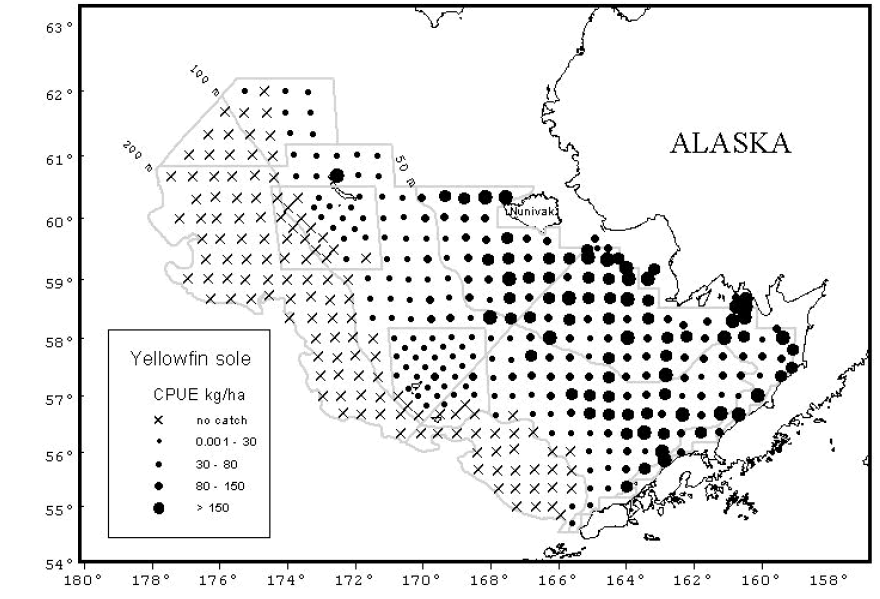 63°
62°
61°
60°
59°
58°
57°
56°
55°
54°
100 m
200 m
50 m
ALASKA
Nunivak
Yellowfin sole
CPUE kg/ha
no catch
0.001 - 30
30 - 80
80 - 150
> 150
180° 178° 176° 174° 172° 170° 168° 166° 164° 162° 160° 158°